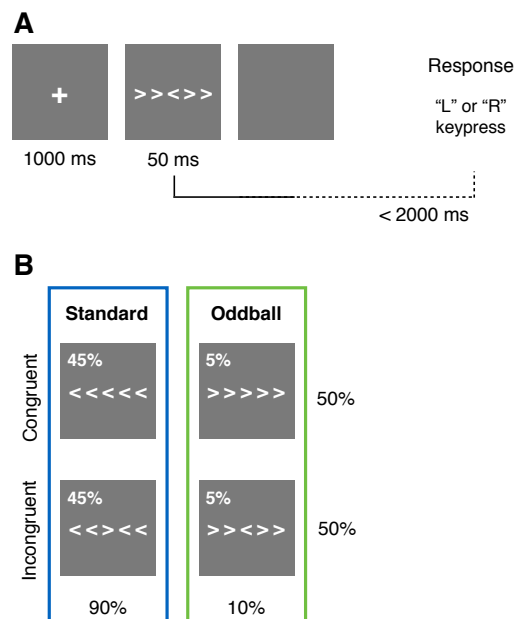 A
+
> > < > >
Response
"L" or "R"
keypress
1000 ms
50 ms
< 2000 ms
B
Standard
Oddball
Congruent
45%
< < < < <
5%
> > > > >
50%
Incongruent
45%
< < > < <
5%
> > < > >
50%
90%
10%